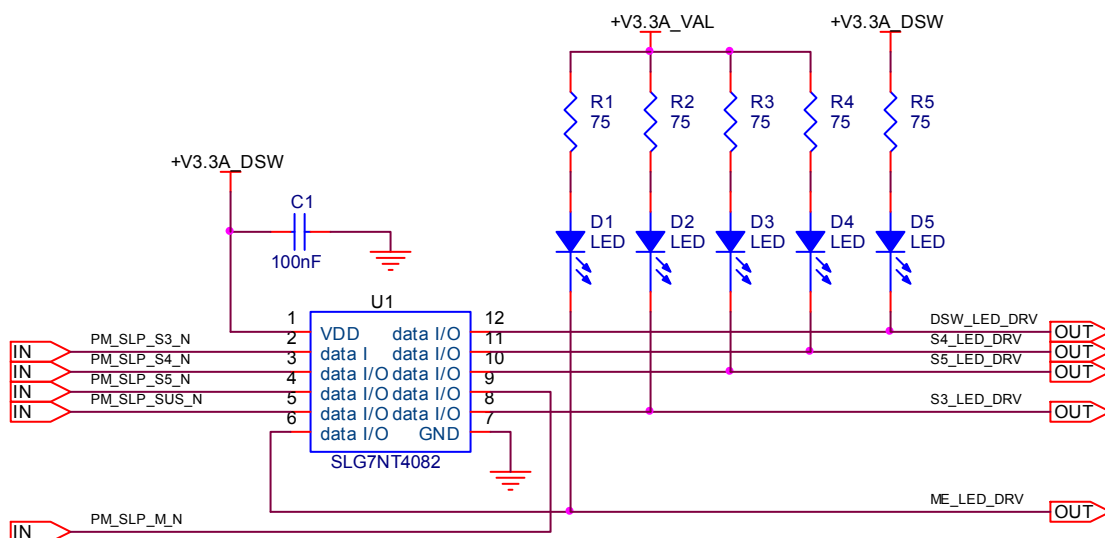 +V3.3A_VAL
+V3.3A_DSW
R1
75
R2
75
R3
75
R4
75
R5
75
+V3.3A_DSW
C1
100nF
D1
LED
D2
LED
D3
LED
D4
LED
D5
LED
U1
1 VDD data I/O 12 DSW_LED_DRV OUT
IN PM_SLP_S3_N 2 data I data I/O 11 S4_LED_DRV OUT
IN PM_SLP_S4_N 3 data I/O data I/O 10 S5_LED_DRV OUT
IN PM_SLP_S5_N 4 data I/O data I/O 9
IN PM_SLP_SUS_N 5 data I/O data I/O 8 S3_LED_DRV OUT
6 data I/O GND 7
SLG7NT4082
ME_LED_DRV OUT
IN PM_SLP_M_N